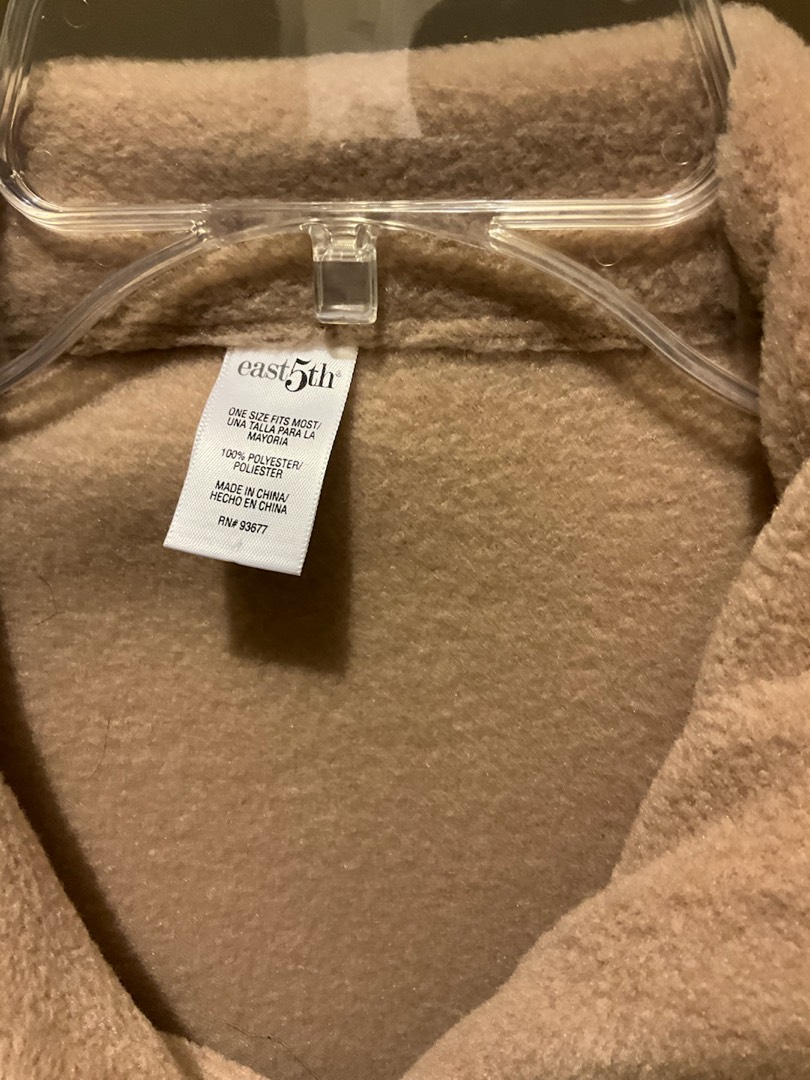 east5th®
ONE SIZE FITS MOST/
UNA TALLA PARA LA
MAYORIA
100% POLYESTER/
POLIESTER
MADE IN CHINA/
HECHO EN CHINA
RN# 93677